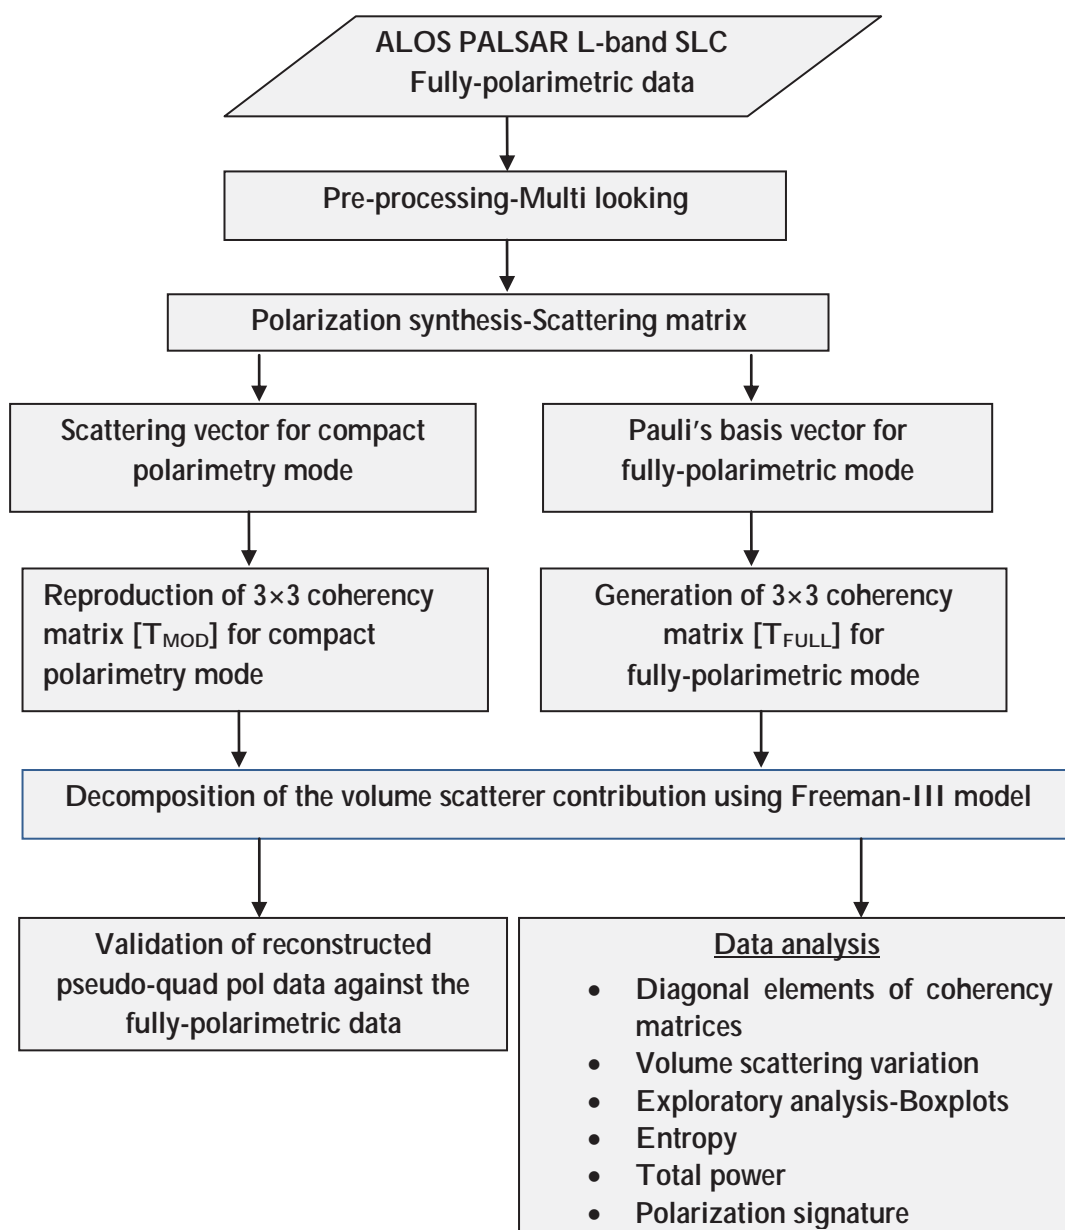 ALOS PALSAR L-band SLC
Fully-polarimetric data
Pre-processing-Multi looking
Polarization synthesis-Scattering matrix
Scattering vector for compact
polarimetry mode
Pauli's basis vector for
fully-polarimetric mode
Reproduction of 3×3 coherency
matrix [TMOD] for compact
polarimetry mode
Generation of 3×3 coherency
matrix [TFULL] for
fully-polarimetric mode
Decomposition of the volume scatterer contribution using Freeman-III model
Validation of reconstructed
pseudo-quad pol data against the
fully-polarimetric data
Data analysis
• Diagonal elements of coherency
matrices
• Volume scattering variation
• Exploratory analysis-Boxplots
• Entropy
• Total power
• Polarization signature